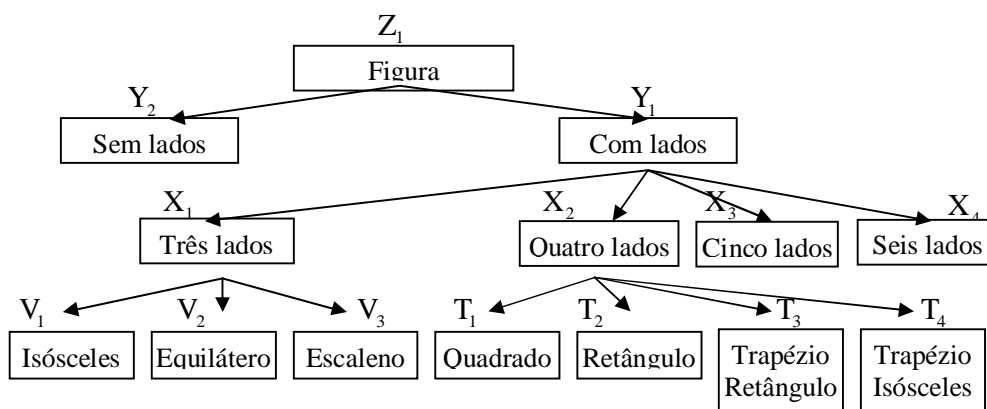 Z1
Figura
Y2 Y1
Sem lados Com lados
X1 X2 X3 X4
Três lados Quatro lados Cinco lados Seis lados
V1 V2 V3 T1 T2 T3 T4
Isósceles Equilátero Escaleno Quadrado Retângulo Trapézio Retângulo Trapézio Isósceles